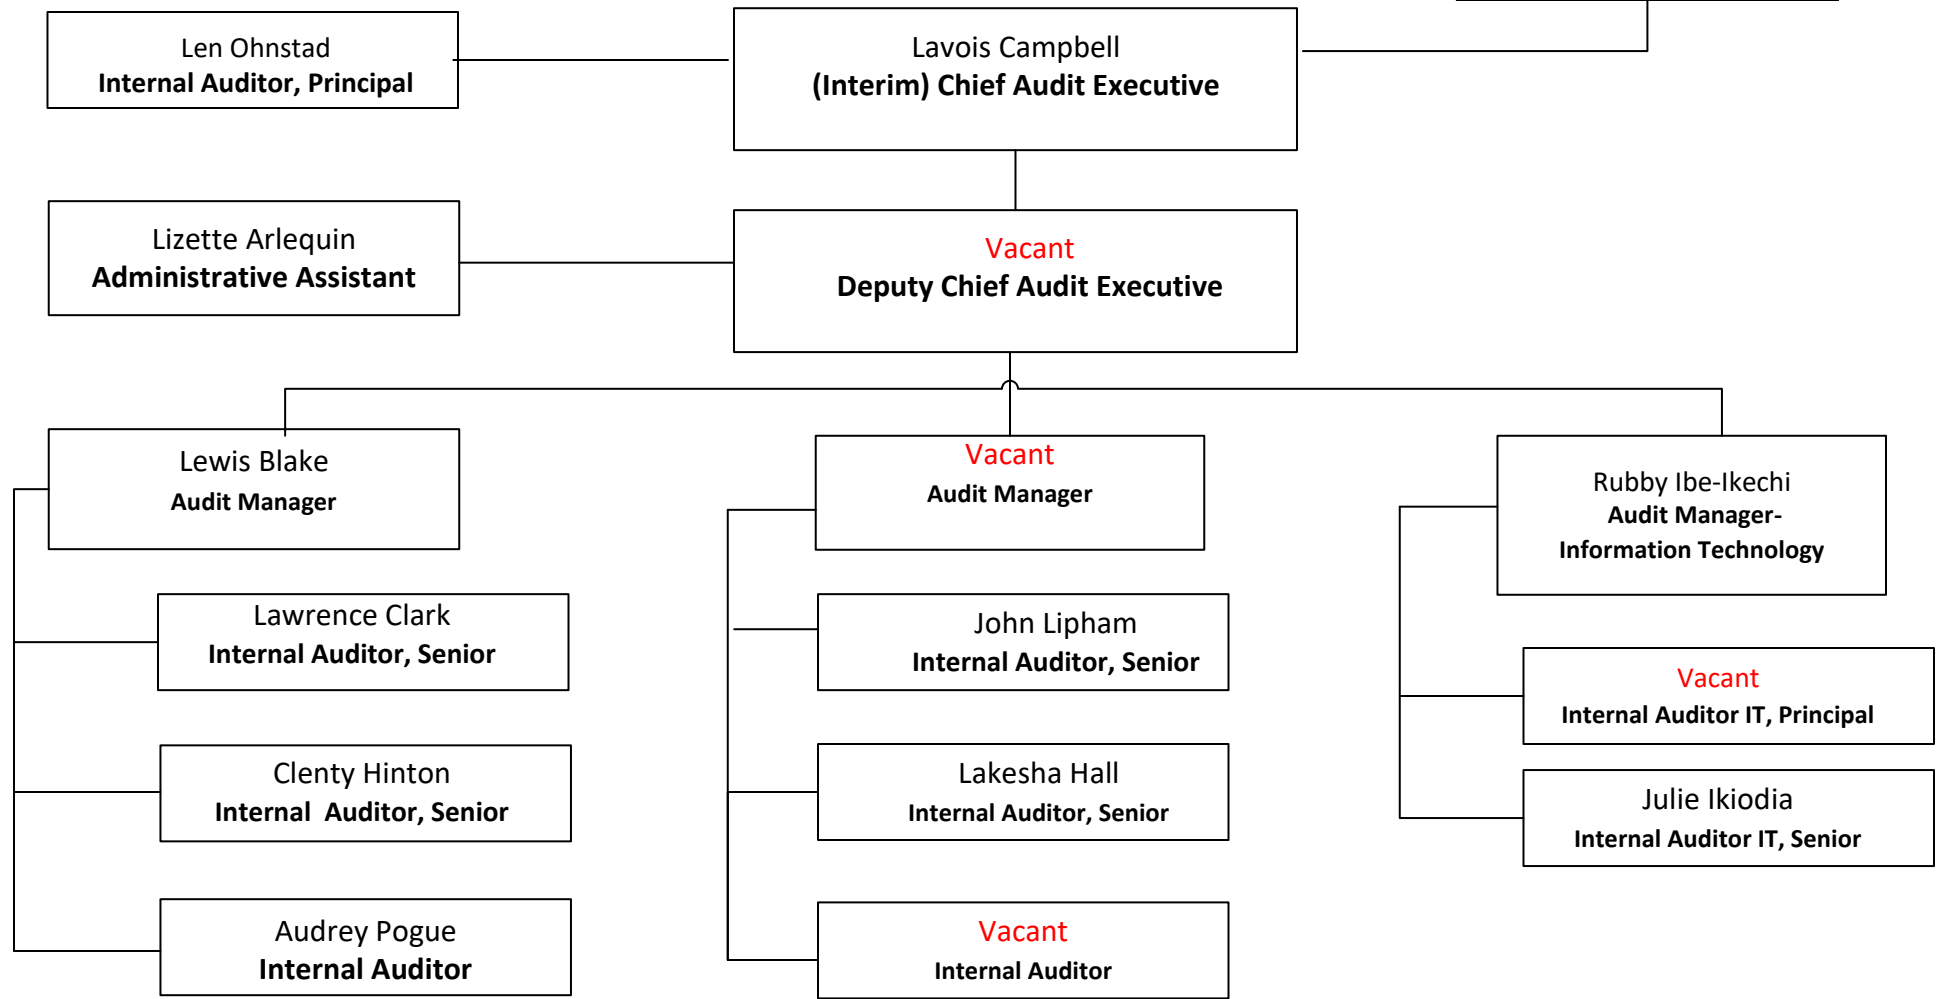 Len Ohnstad
Internal Auditor, Principal
Lavois Campbell
(Interim) Chief Audit Executive
Lizette Arlequin
Administrative Assistant
Vacant
Deputy Chief Audit Executive
Lewis Blake
Audit Manager
Vacant
Audit Manager
Rubby Ibe-Ikechi
Audit Manager-
Information Technology
Lawrence Clark
Internal Auditor, Senior
John Lipham
Internal Auditor, Senior
Vacant
Internal Auditor IT, Principal
Clenty Hinton
Internal  Auditor, Senior
Lakesha Hall
Internal Auditor, Senior
Julie Ikiodia
Internal Auditor IT, Senior
Audrey Pogue
Internal Auditor
Vacant
Internal Auditor